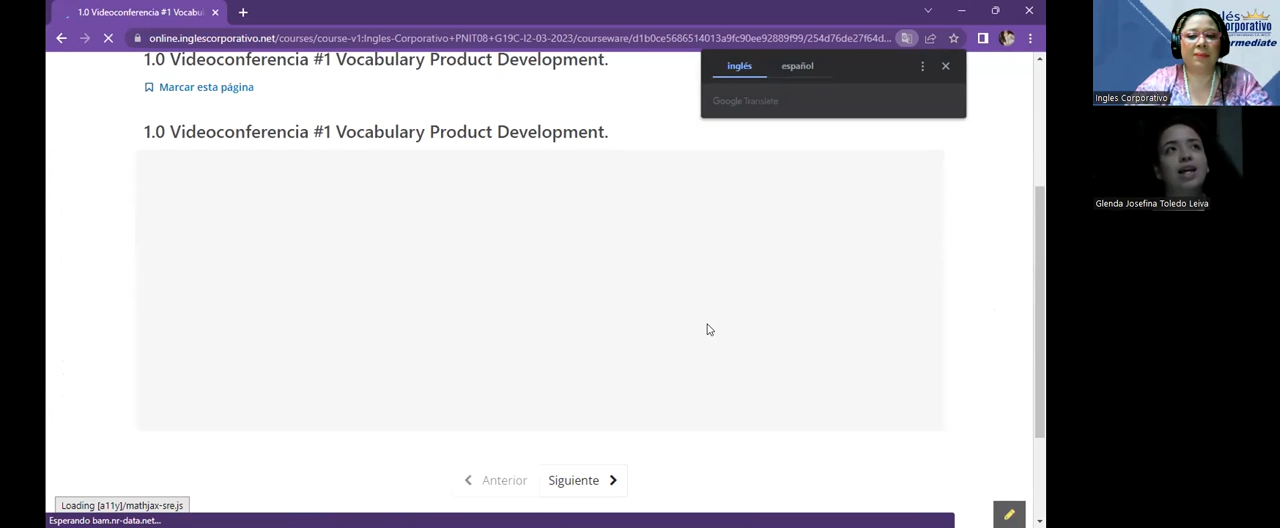 1.0 Videoconferencia #1 Vocabu
online.inglescorporativo.net/courses/course-v1:Ingles-Corporativo+PNIT08+G19C-I2-03-2023/courseware/d1b0ce5686514013a9fc90ee92889f99/254d76de27f64d...
1.0 Videoconferencia #1 Vocabulary Product Development.
Marcar esta página
inglés español
Google Translate
1.0 Videoconferencia #1 Vocabulary Product Development.
Anterior Siguiente
Loading [a11y]/mathjax-sre.js
Esperando bam.nr-data.net...
Ingles Corporativo
Glenda Josefina Toledo Leiva